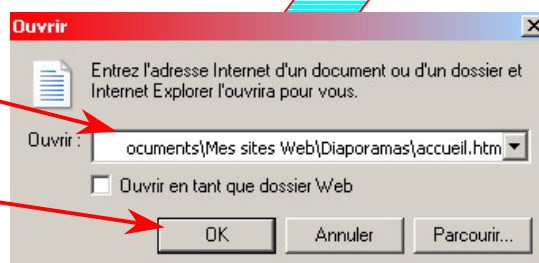 Ouvrir
Entrez l'adresse Internet d'un document ou d'un dossier et
Internet Explorer l'ouvrira pour vous.
Ouvrir : ocuments\Mes sites Web\Diaporamas\accueil.htm
Ouvrir en tant que dossier Web
OK Annuler Parcourir...